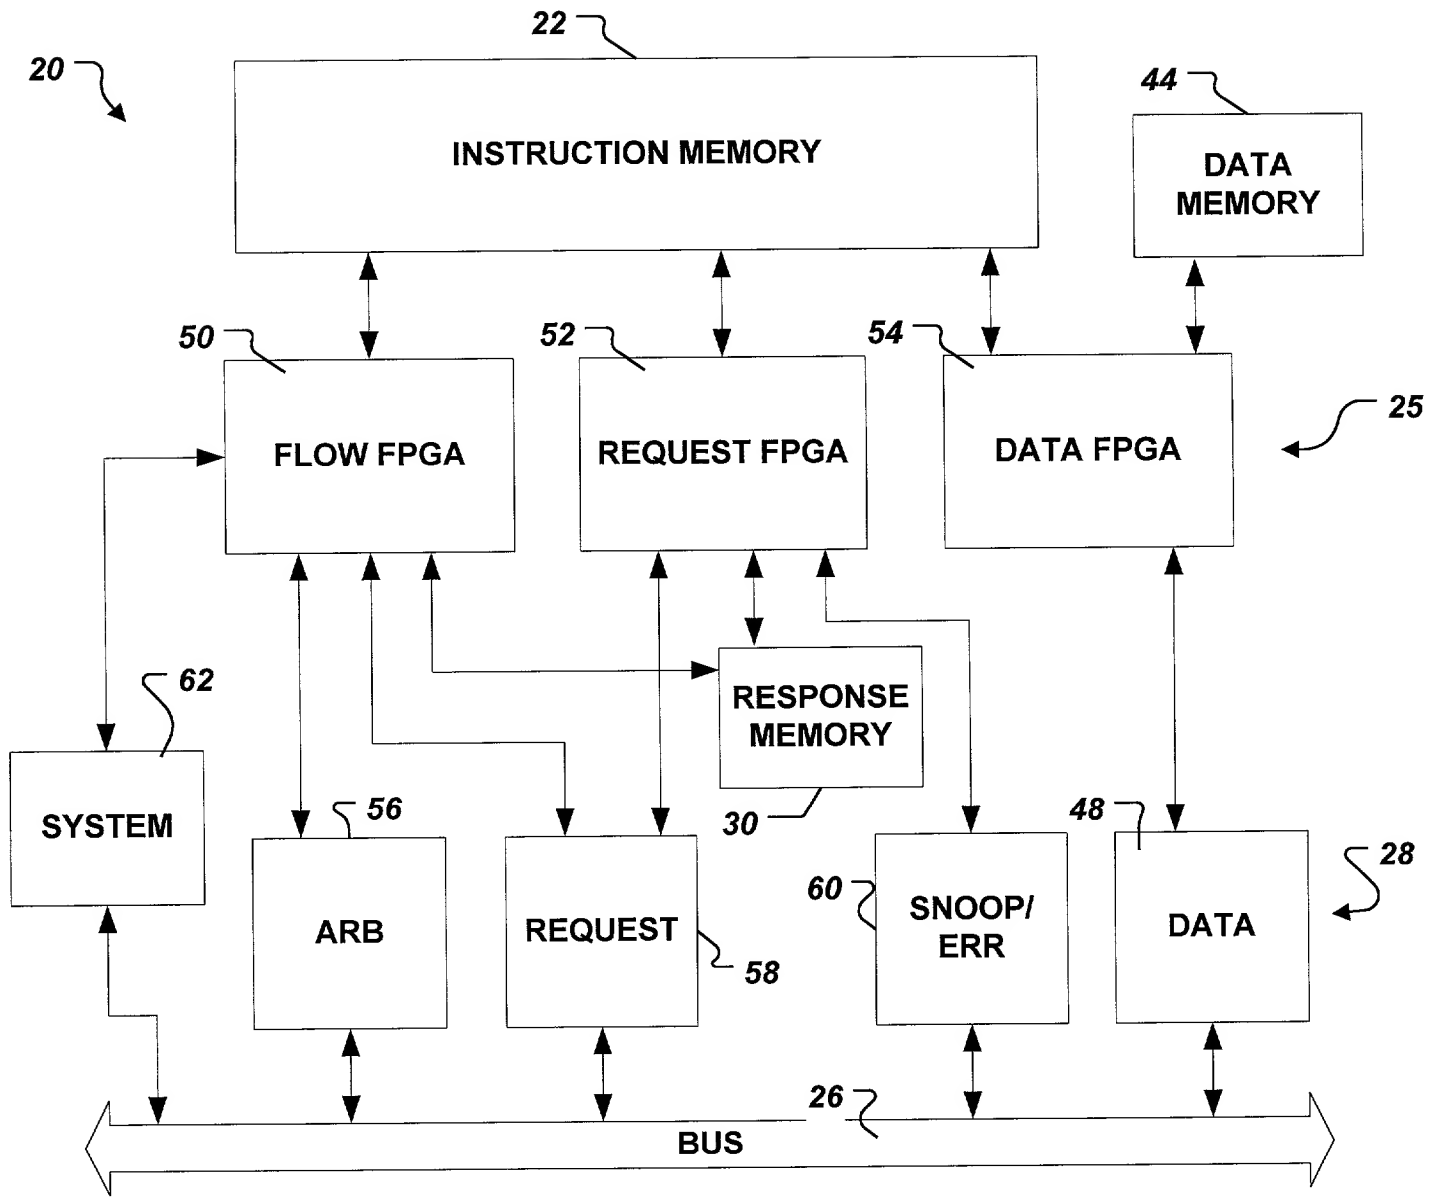 22
20
44
INSTRUCTION MEMORY
DATA
MEMORY
50
52
54
25
FLOW FPGA
REQUEST FPGA
DATA FPGA
62
RESPONSE
MEMORY
SYSTEM
56
30
48
28
60
ARB
REQUEST
SNOOP/
ERR
DATA
58
26
BUS